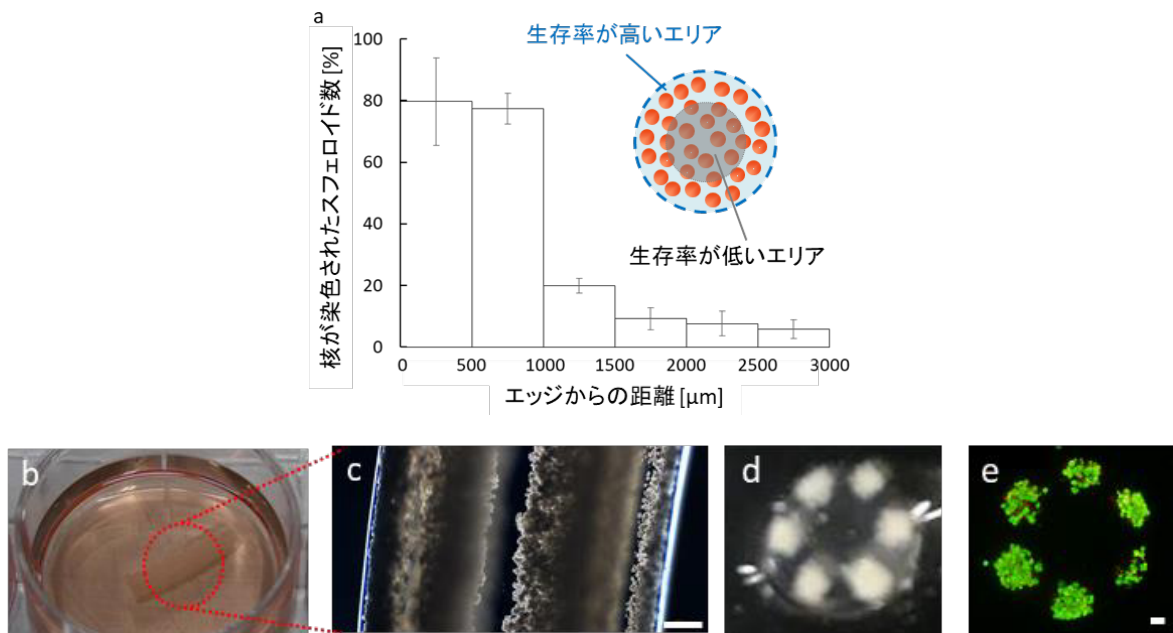 a
生存率が高いエリア
核が染色されたスフェロイド数[%]
100
80
60
40
20
0
生存率が低いエリア
0 500 1000 1500 2000 2500 3000
エッジからの距離[µm]
b
c
d
e